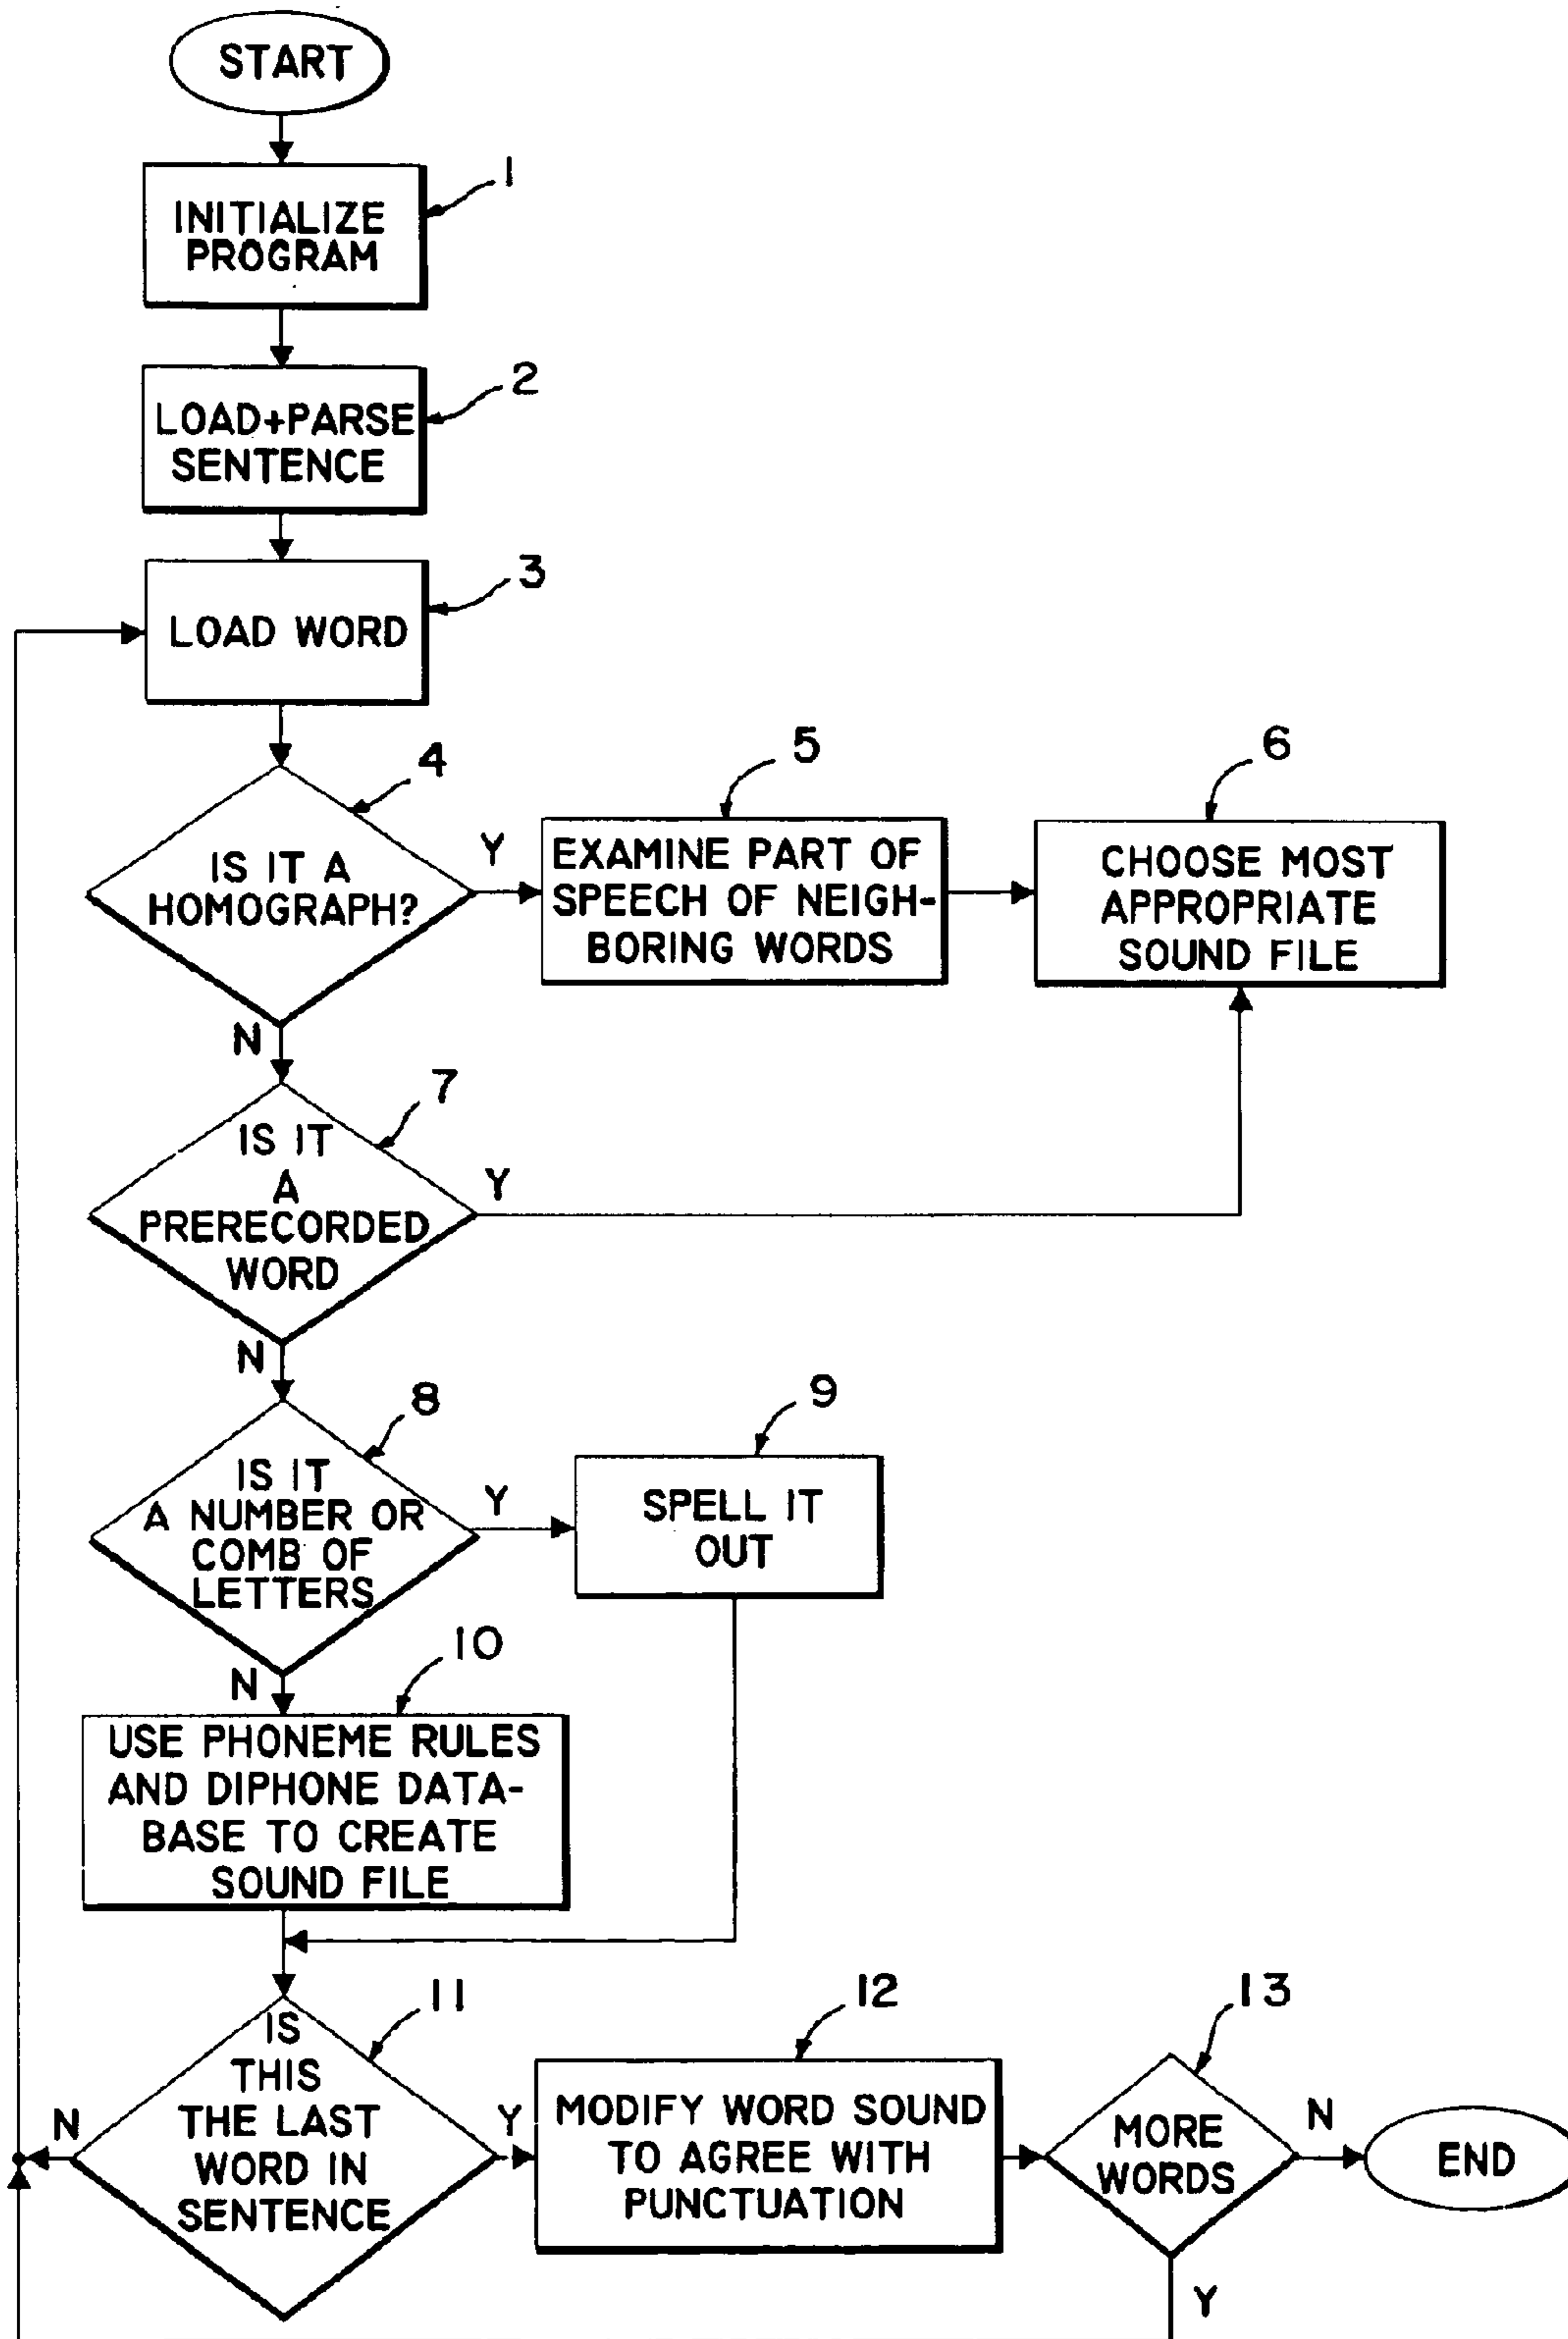 START
1
INITIALIZE
PROGRAM
2
LOAD+PARSE
SENTENCE
3
LOAD WORD
4
IS IT A
HOMOGRAPH?
Y
N
5
EXAMINE PART OF
SPEECH OF NEIGH-
BORING WORDS
6
CHOOSE MOST
APPROPRIATE
SOUND FILE
7
IS IT
A
PRERECORDED
WORD
Y
N
8
IS IT
A NUMBER OR
COMB OF
LETTERS
Y
N
9
SPELL IT
OUT
10
USE PHONEME RULES
AND DIPHONE DATA-
BASE TO CREATE
SOUND FILE
11
IS
THIS
THE LAST
WORD IN
SENTENCE
N
Y
12
MODIFY WORD SOUND
TO AGREE WITH
PUNCTUATION
13
MORE
WORDS
N
Y
END